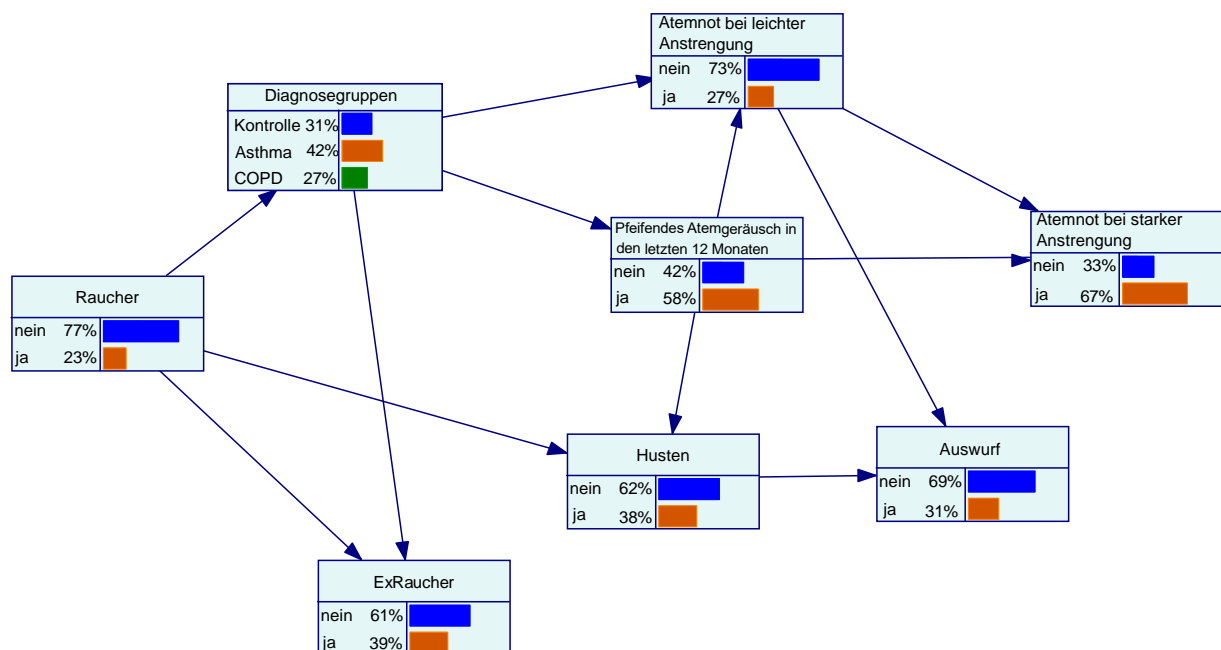 Atemnot bei leichter
Anstrengung
nein 73%
ja 27%
Diagnosegruppen
Kontrolle 31%
Asthma 42%
COPD 27%
Pfeifendes Atemgeräusch in
den letzten 12 Monaten
nein 42%
ja 58%
Atemnot bei starker
Anstrengung
nein 33%
ja 67%
Raucher
nein 77%
ja 23%
Husten
nein 62%
ja 38%
Auswurf
nein 69%
ja 31%
ExRaucher
nein 61%
ja 39%